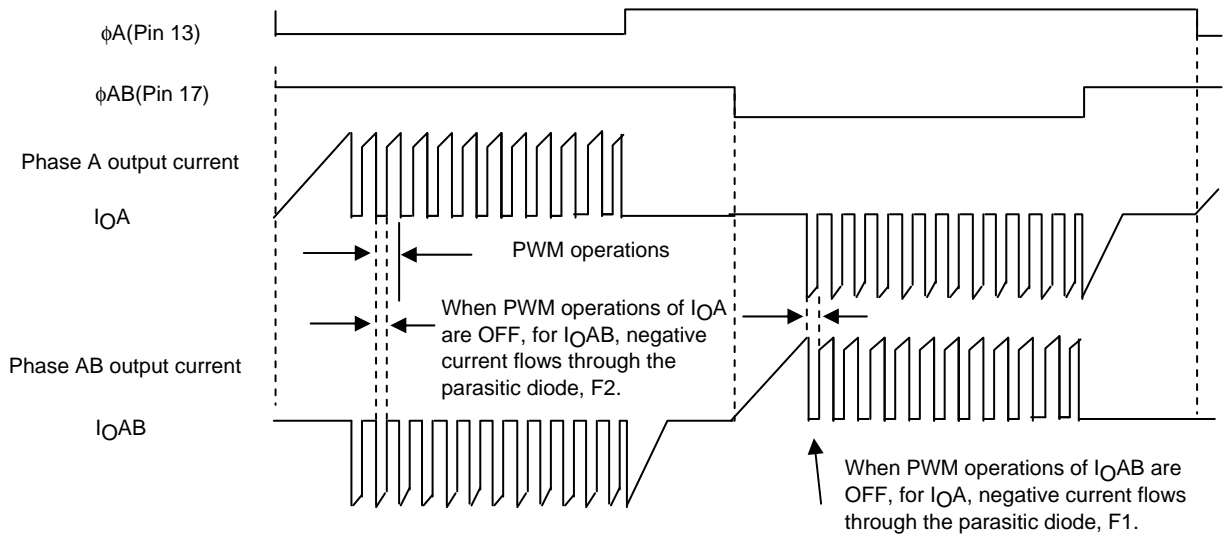 ϕA(Pin 13)
ϕAB(Pin 17)
Phase A output current
IOA
PWM operations
When PWM operations of IOA
are OFF, for IOAB, negative
current flows through the
parasitic diode, F2.
Phase AB output current
IOAB
When PWM operations of IOAB are
OFF, for IOA, negative current flows
through the parasitic diode, F1.